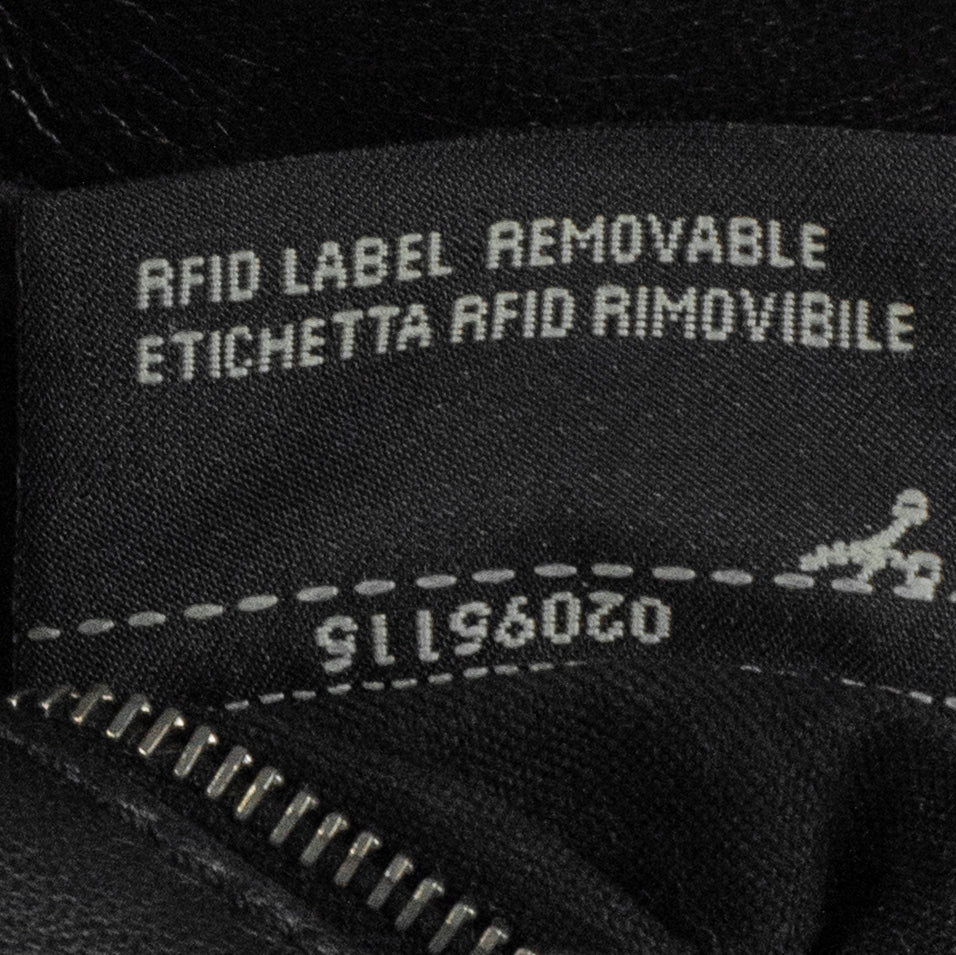 RFID LABEL REMOVABLE
ETICHETTA RFID RIMOVIBILE
02095115